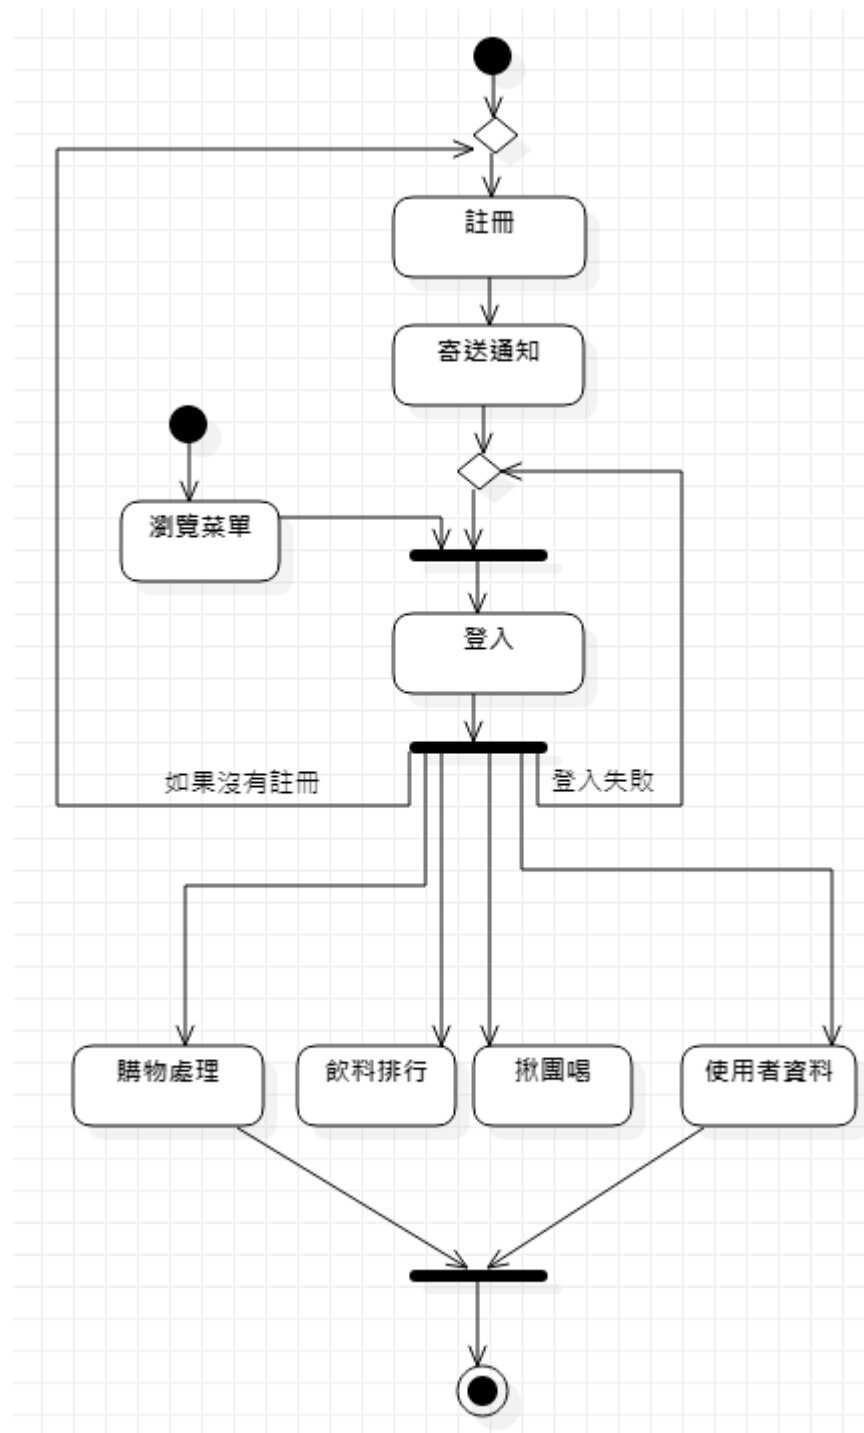 註冊
寄送通知
瀏覽菜單
登入
如果沒有註冊
登入失敗
購物處理
飲料排行
揪團喝
使用者資料